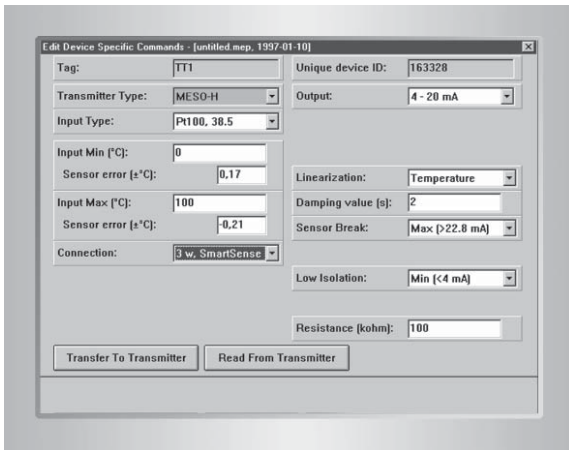 Edit Device Specific Commands - [untitled.mep, 1997-01-10]
Tag: TT1 Unique device ID: 163328
Transmitter Type: MESO-H Output: 4 - 20 mA
Input Type: Pt100, 38.5
Input Min (°C): 0
Sensor error (±°C): 0,17 Linearization: Temperature
Input Max (°C): 100 Damping value (s): 2
Sensor error (±°C): -0,21 Sensor Break: Max (>22.8 mA)
Connection: 3 w, SmartSense
Low Isolation: Min (<4 mA)
Resistance (kohm): 100
Transfer To Transmitter Read From Transmitter